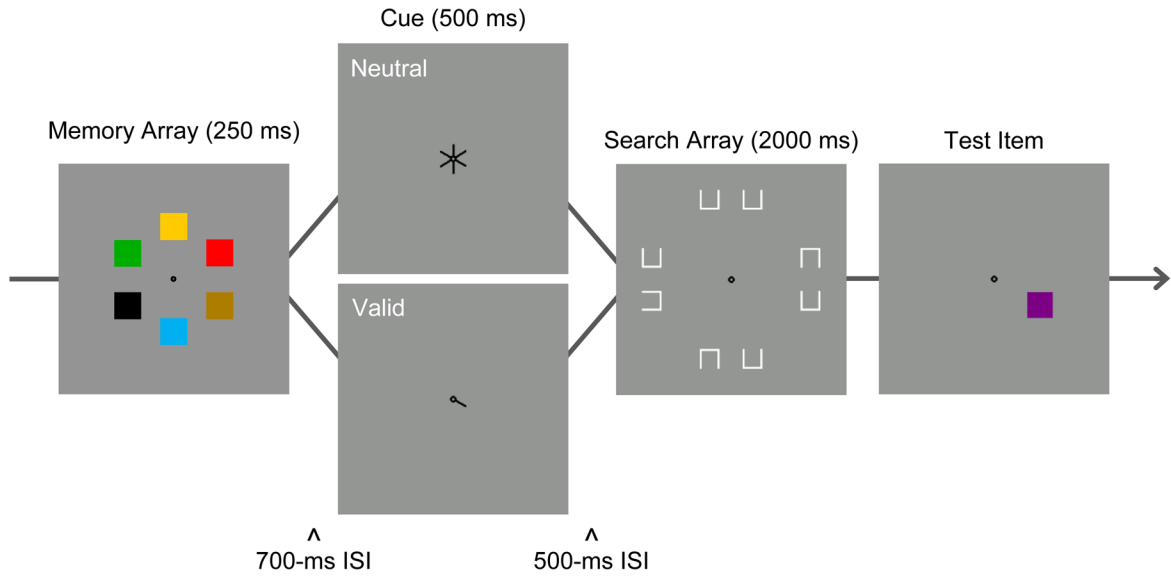 Cue (500 ms)
Neutral
Memory Array (250 ms)
Search Array (2000 ms)
Test Item
Valid
^
700-ms ISI
^
500-ms ISI